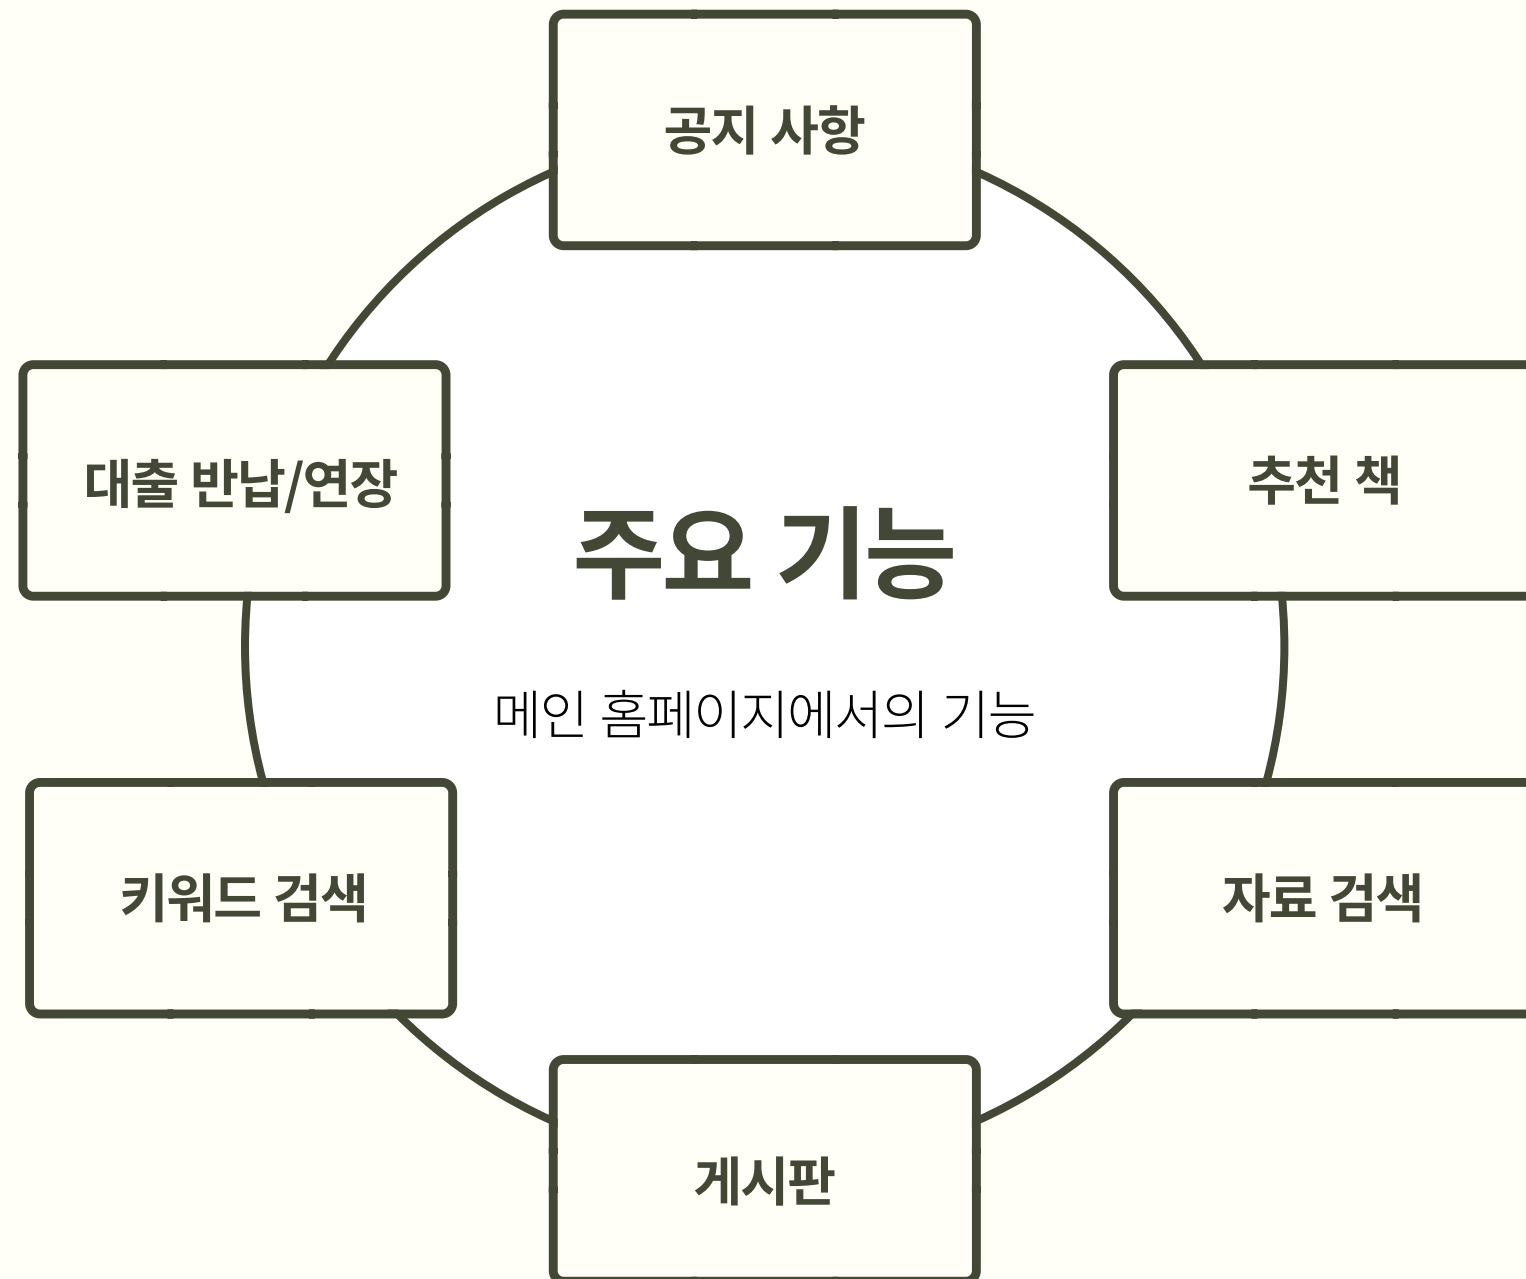 공지 사항
대출 반납/연장
추천 책
주요 기능
메인 홈페이지에서의 기능
키워드 검색
자료 검색
게시판